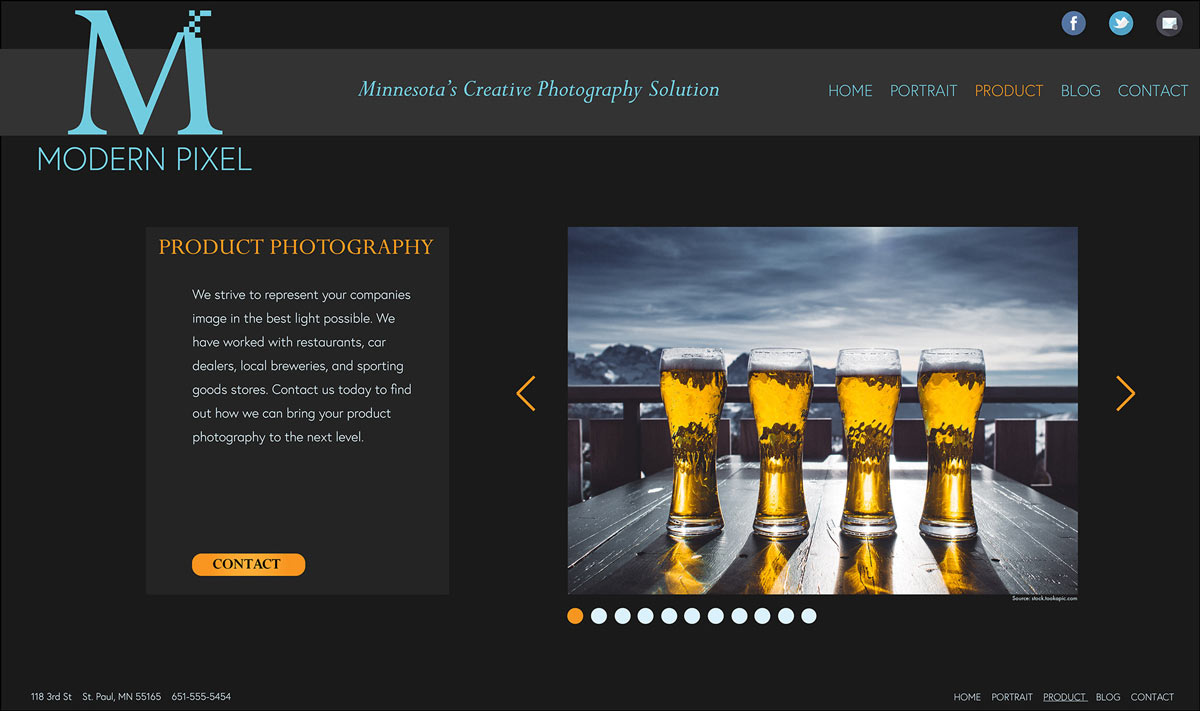 M
MODERN PIXEL
Minnesota's Creative Photography Solution
f
HOME PORTRAIT PRODUCT BLOG CONTACT
PRODUCT PHOTOGRAPHY
We strive to represent your companies
image in the best light possible. We
have worked with restaurants, car
dealers, local breweries, and sporting
goods stores. Contact us today to find
out how we can bring your product
photography to the next level.
CONTACT
Source: stock.tookapic.com
118 3rd St St. Paul, MN 55165 651-555-5454
HOME PORTRAIT PRODUCT BLOG CONTACT